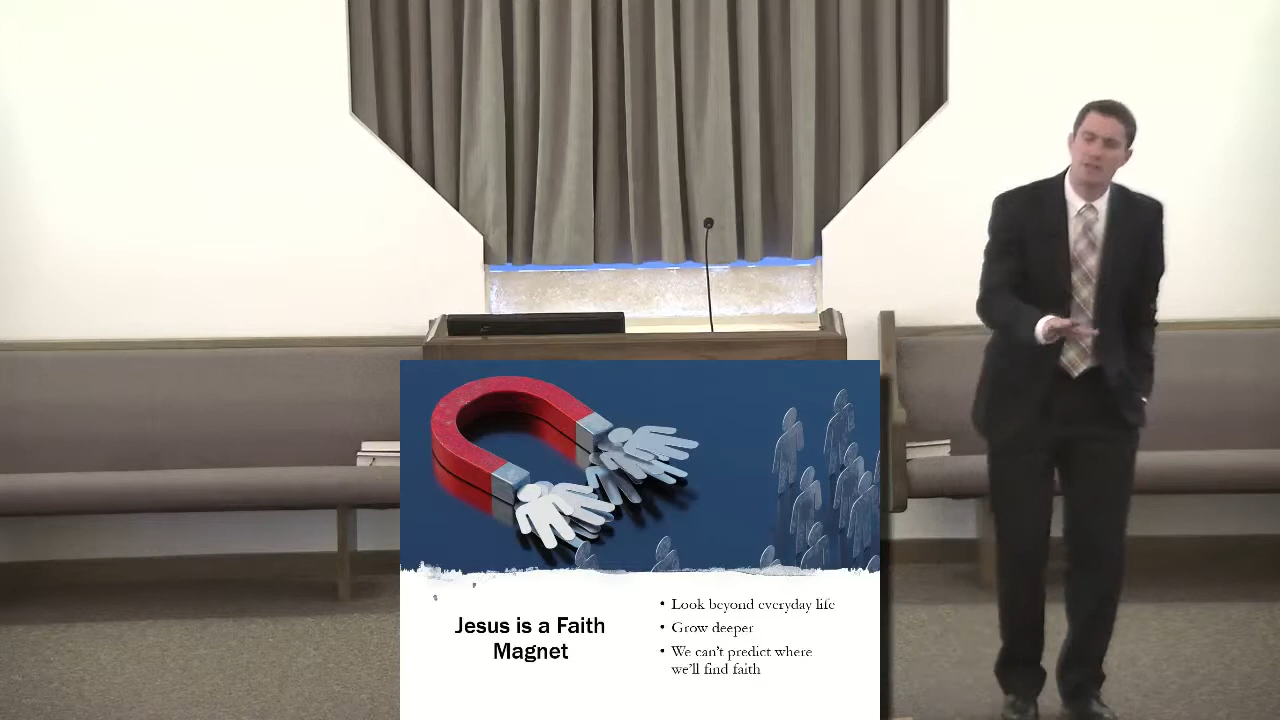 Jesus is a Faith
Magnet
• Look beyond everyday life
• Grow deeper
• We can't predict where
we'll find faith